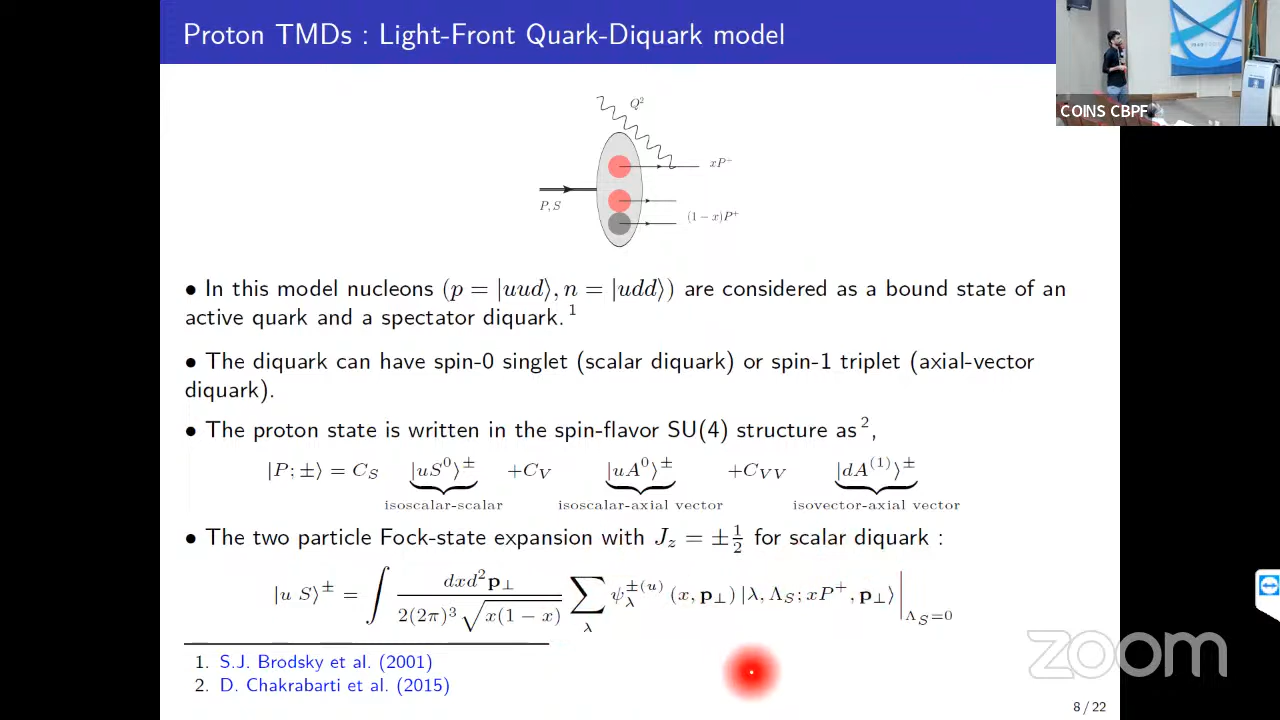 Proton TMDs : Light-Front Quark-Diquark model
COINS CBPF
Q²
xP⁺
P, S
(1 − x)P⁺
• In this model nucleons (p = |uud⟩, n = |udd⟩) are considered as a bound state of an
active quark and a spectator diquark. ¹
• The diquark can have spin-0 singlet (scalar diquark) or spin-1 triplet (axial-vector
diquark).
• The proton state is written in the spin-flavor SU(4) structure as ²,
|P; ±⟩ = C_S |uS⁰⟩^± +C_V |uA⁰⟩^± +C_VV |dA⁽¹⁾⟩^±
isoscalar-scalar isoscalar-axial vector isovector-axial vector
• The two particle Fock-state expansion with J_z = ±1/2 for scalar diquark :
|u S⟩^± = ∫ dxd²p_⊥ / 2(2π)³√x(1 − x) ∑_λ ψ_λ^{±(u)} (x, p_⊥) |λ, Λ_S; xP⁺, p_⊥⟩ |_{Λ_S=0}
1. S.J. Brodsky et al. (2001)
2. D. Chakrabarti et al. (2015)
zoom
8 / 22